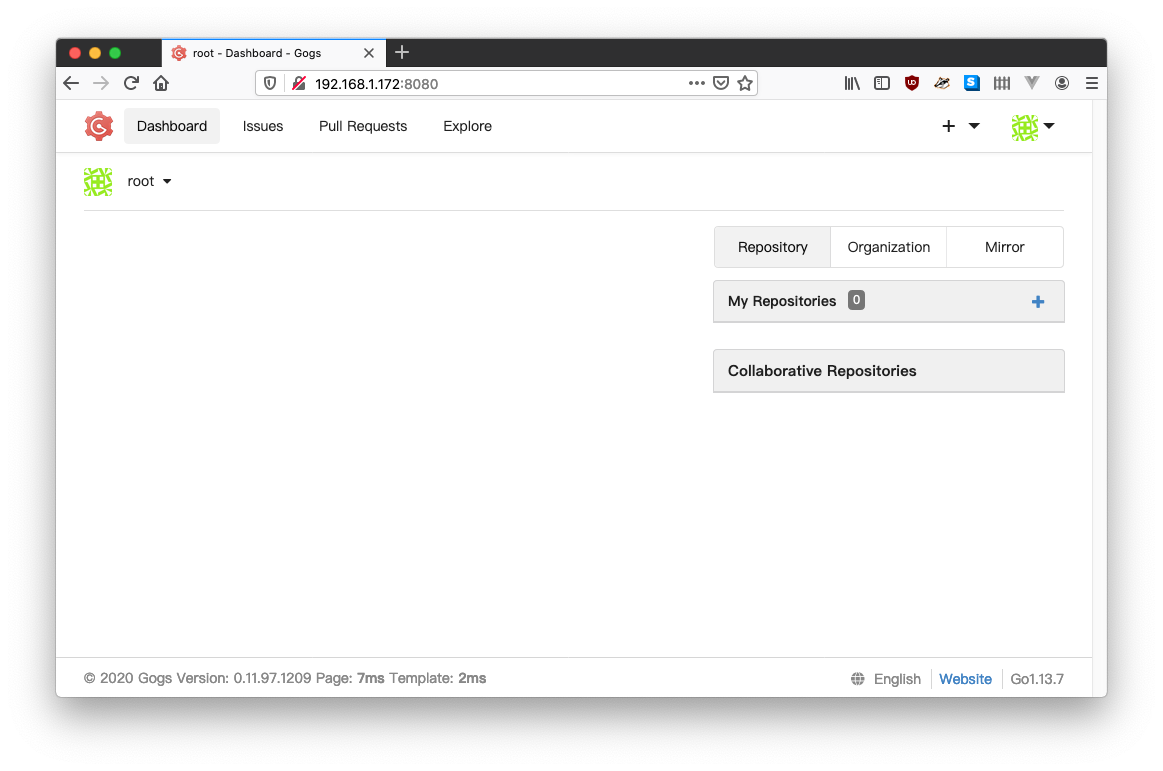 root - Dashboard - Gogs
192.168.1.172:8080
Dashboard Issues Pull Requests Explore
root
Repository Organization Mirror
My Repositories 0
Collaborative Repositories
© 2020 Gogs Version: 0.11.97.1209 Page: 7ms Template: 2ms English Website Go1.13.7